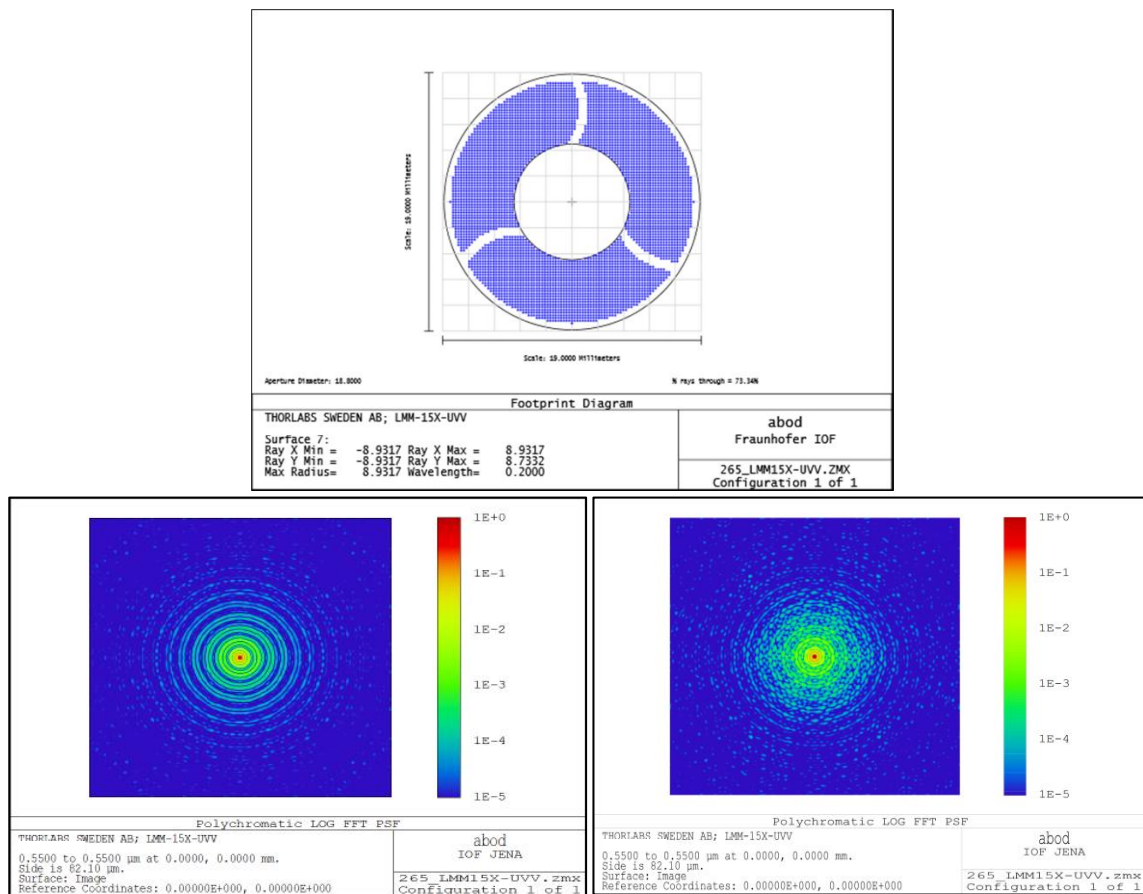 Scale: 19.0000 Millimeters
Scale: 19.0000 Millimeters
Aperture Diameter: 18.8000
% rays through = 73.34%
Footprint Diagram
THORLABS SWEDEN AB; LMM-15X-UVV
Surface 7:
Ray X Min = -8.9317 Ray X Max = 8.9317
Ray Y Min = -8.9317 Ray Y Max = 8.7332
Max Radius= 8.9317 Wavelength= 0.2000
abod
Fraunhofer IOF
265_LMM15X-UVV.ZMX
Configuration 1 of 1
1E+0
1E-1
1E-2
1E-3
1E-4
1E-5
Polychromatic LOG FFT PSF
THORLABS SWEDEN AB; LMM-15X-UVV
0.5500 to 0.5500 µm at 0.0000, 0.0000 mm.
Side is 82.10 µm.
Surface: Image
Reference Coordinates: 0.00000E+000, 0.00000E+000
abod
IOF JENA
265_LMM15X-UVV.zmx
Configuration 1 of 1
1E+0
1E-1
1E-2
1E-3
1E-4
1E-5
Polychromatic LOG FFT PSF
THORLABS SWEDEN AB; LMM-15X-UVV
0.5500 to 0.5500 µm at 0.0000, 0.0000 mm.
Side is 82.10 µm.
Surface: Image
Reference Coordinates: 0.00000E+000, 0.00000E+000
abod
IOF JENA
265_LMM15X-UVV.zmx
Configuration 1 of 1